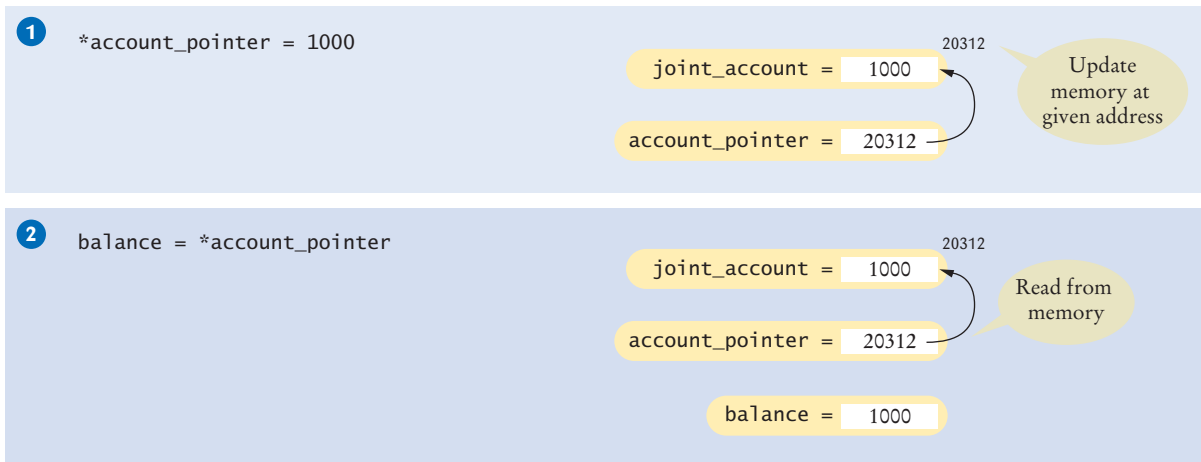 1
*account_pointer = 1000
20312
joint_account = 1000
account_pointer = 20312
Update
memory at
given address
2
balance = *account_pointer
20312
joint_account = 1000
account_pointer = 20312
Read from
memory
balance = 1000